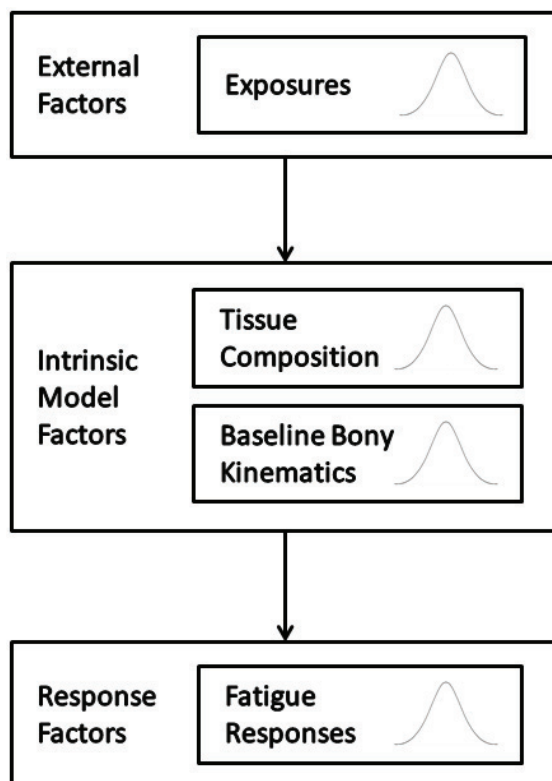 External
Factors
Exposures
Intrinsic
Model
Factors
Tissue
Composition
Baseline Bony
Kinematics
Response
Factors
Fatigue
Responses